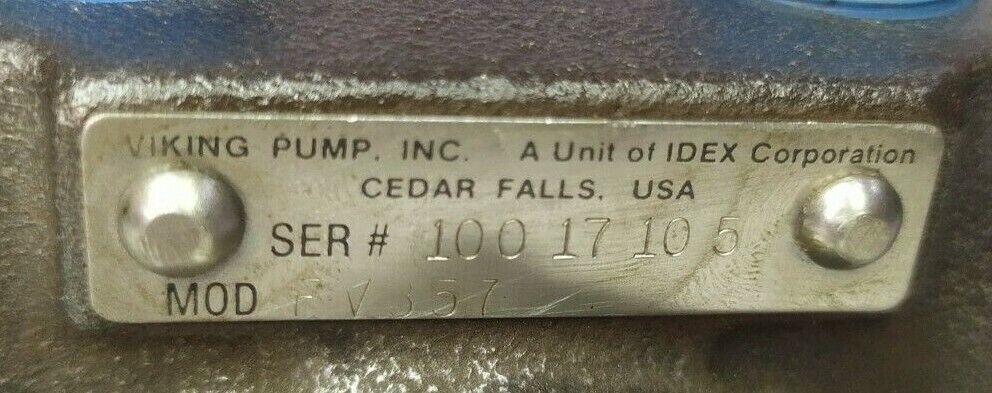 VIKING PUMP, INC. A Unit of IDEX Corporation
CEDAR FALLS, USA
SER # 100 17 10 5
MOD